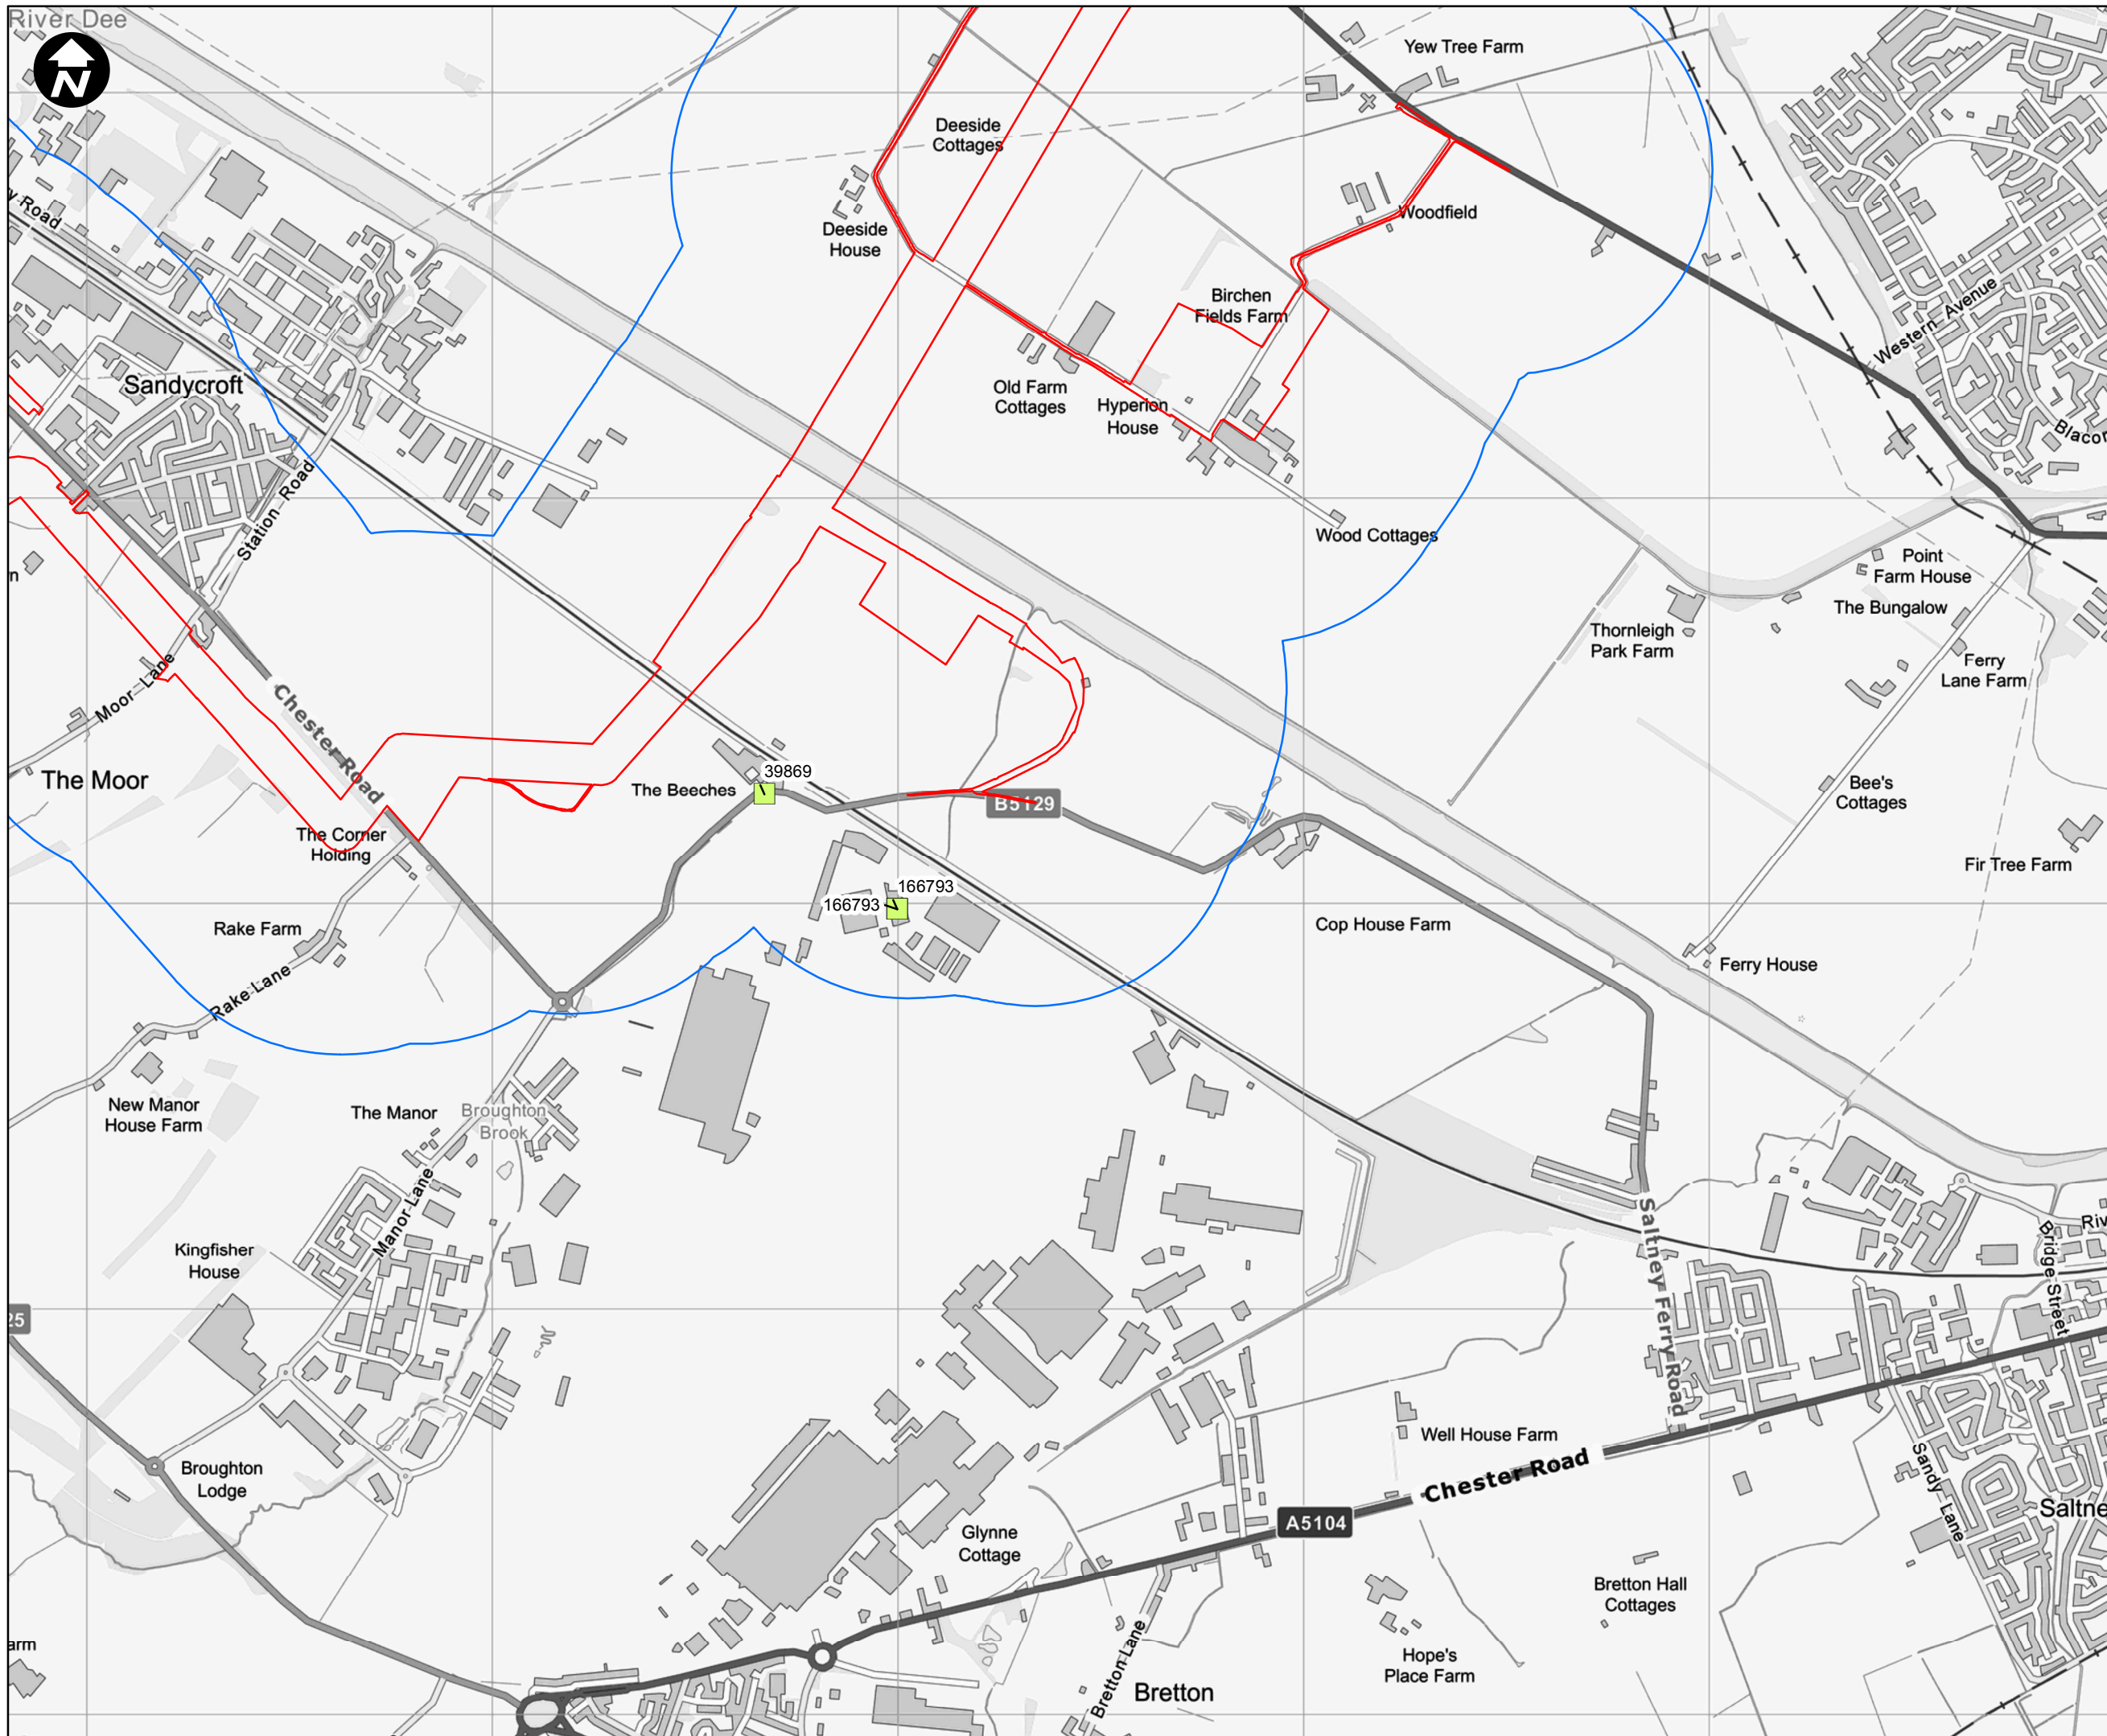 River Dee
N
Yew Tree Farm
Deeside
Cottages
Woodfield
Deeside
House
Birchen
Fields Farm
Western Avenue
Sandycroft
Old Farm
Cottages
Hyperion
House
Station Road
Wood Cottages
Point
Farm House
The Bungalow
Thornleigh
Park Farm
Ferry
Lane Farm
Moor Lane
Chester Road
The Moor
39869
The Beeches
B5129
Bee's
Cottages
The Corner
Holding
Fir Tree Farm
166793
166793
Rake Farm
Cop House Farm
Ferry House
Rake Lane
New Manor
House Farm
The Manor
Broughton
Brook
Manor Lane
Kingfisher
House
Saltney Ferry Road
Bridge Street
Riv
25
Well House Farm
Chester Road
Sandy Lane
Broughton
Lodge
A5104
Glynne
Cottage
Saltne
Bretton Hall
Cottages
Bretton Lane
Hope's
Place Farm
Bretton
arm
Blacor
y Road
n